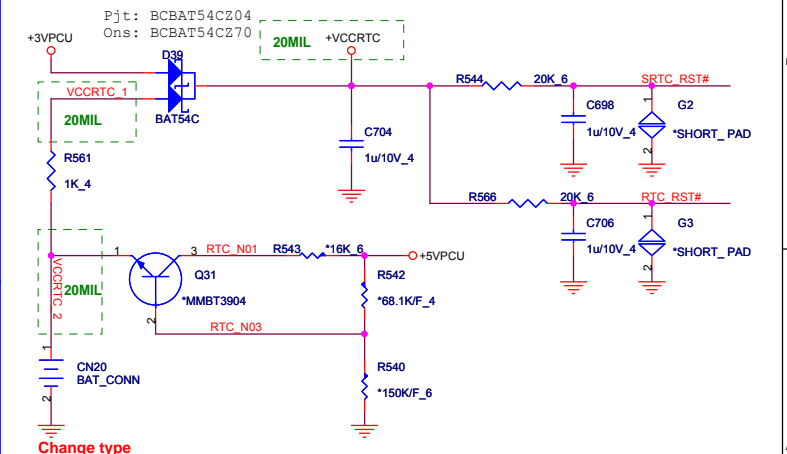 Pjt: BCBAT54CZ04
Ons: BCBAT54CZ70
+3VPCU
20MIL
+VCCRTC
D39
VCCRTC_1
20MIL
BAT54C
R544
20K_6
SRTC_RST#
C698
1u/10V_4
1
G2
*SHORT_PAD
2
C704
1u/10V_4
R561
1K_4
R566
20K_6
RTC_RST#
C706
1u/10V_4
1
G3
*SHORT_PAD
2
VCCRTC_2
20MIL
1
3
RTC_N01
R543
*16K_6
+5VPCU
Q31
*MMBT3904
2
RTC_N03
R542
*68.1K/F_4
R540
*150K/F_6
1
CN20
BAT_CONN
2
Change type